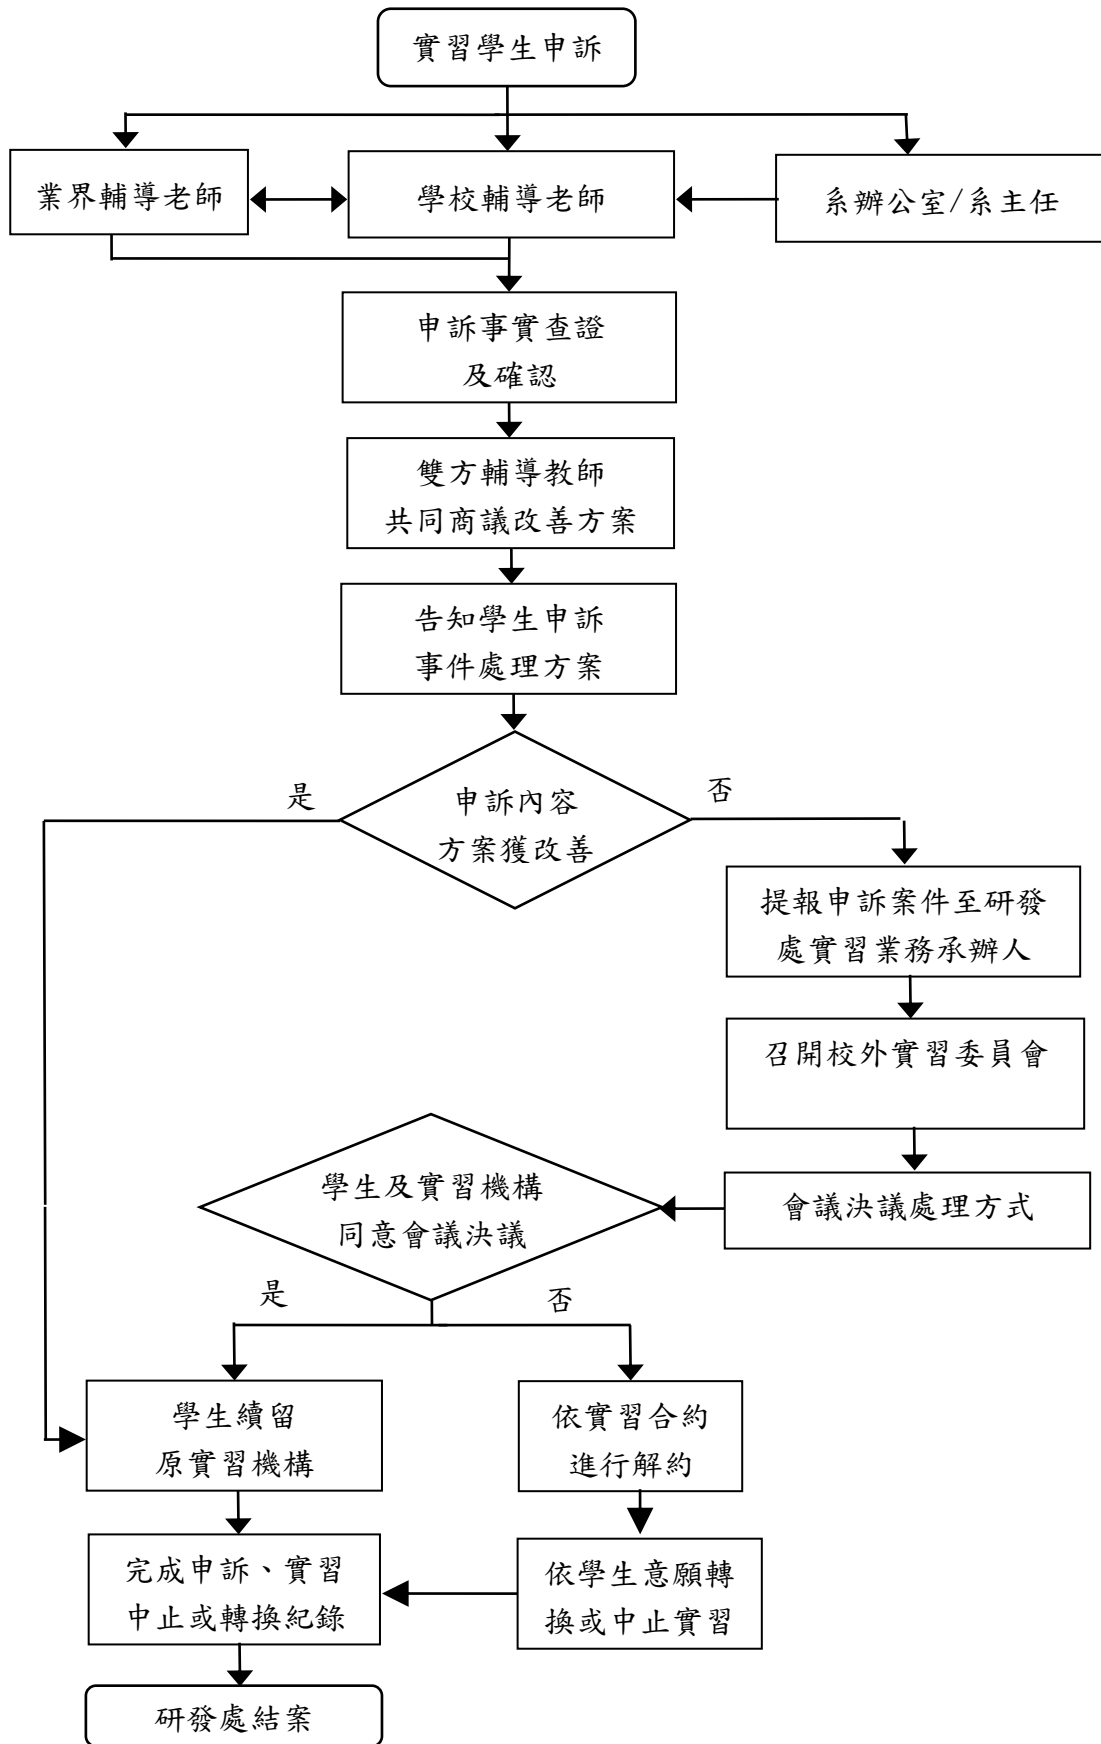 實習學生申訴
業界輔導老師
學校輔導老師
系辦公室/系主任
申訴事實查證
及確認
雙方輔導教師
共同商議改善方案
告知學生申訴
事件處理方案
是
申訴內容
方案獲改善
否
提報申訴案件至研發
處實習業務承辦人
召開校外實習委員會
會議決議處理方式
學生及實習機構
同意會議決議
是
否
學生續留
原實習機構
依實習合約
進行解約
完成申訴、實習
中止或轉換紀錄
依學生意願轉
換或中止實習
研發處結案